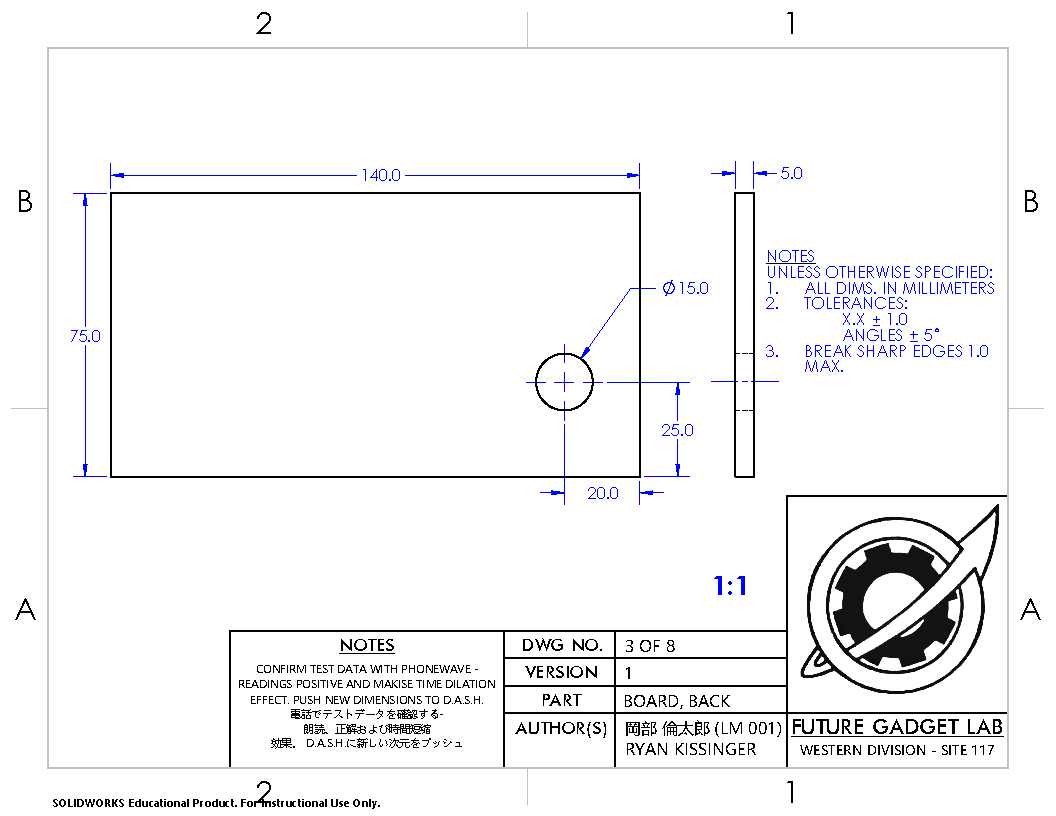 2 1
B B
140.0
5.0
75.0
Ø15.0
25.0
20.0
NOTES
UNLESS OTHERWISE SPECIFIED:
1. ALL DIMS. IN MILLIMETERS
2. TOLERANCES:
X.X ± 1.0
ANGLES ± 5°
3. BREAK SHARP EDGES 1.0
MAX.
1:1
A A
NOTES
CONFIRM TEST DATA WITH PHONEWAVE -
READINGS POSITIVE AND MAKISE TIME DILATION
EFFECT. PUSH NEW DIMENSIONS TO D.A.S.H.
電話でテストデータを確認する-
朗読、正解および時間短縮
効果。 D.A.S.H.に新しい次元をプッシュ
DWG NO. 3 OF 8
VERSION 1
PART BOARD, BACK
AUTHOR(S) 岡部 倫太郎 (LM 001)
RYAN KISSINGER
FUTURE GADGET LAB
WESTERN DIVISION - SITE 117
2 1
SOLIDWORKS Educational Product. For Instructional Use Only.